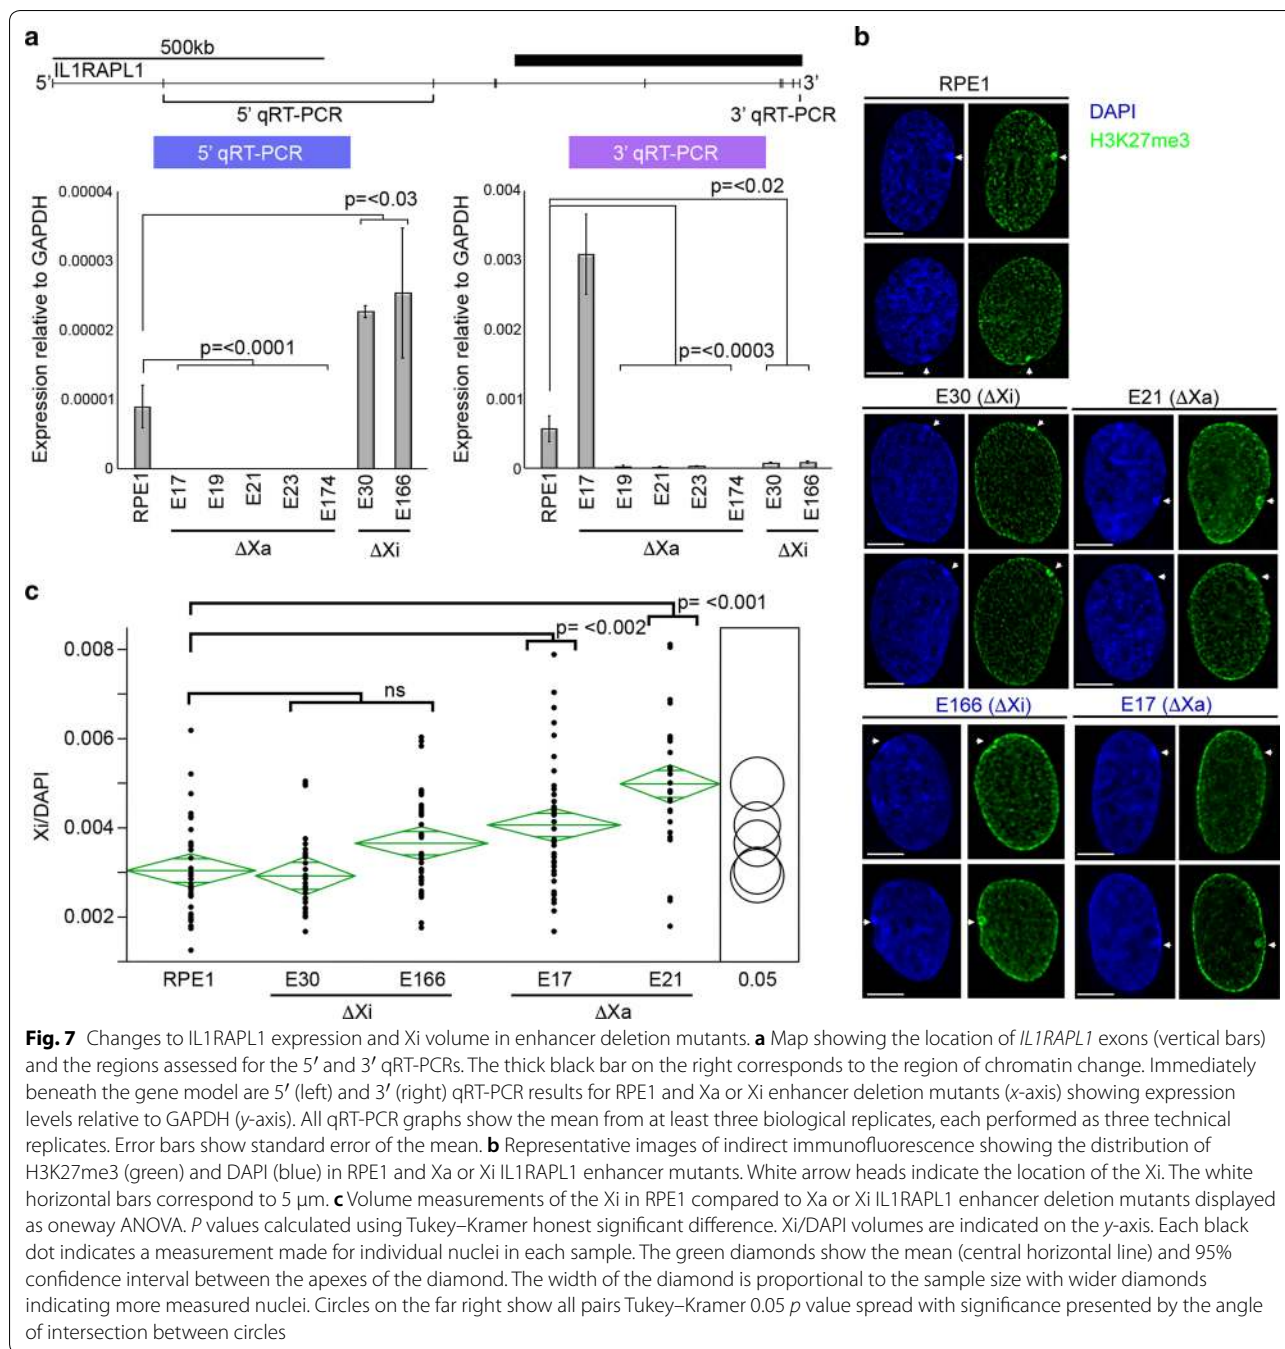 a
500kb
IL1RAPL1
5' 3'
5' qRT-PCR 3' qRT-PCR
5' qRT-PCR
Expression relative to GAPDH
0.00004
0.00003
0.00002
0.00001
0
p=<0.03
p=<0.0001
RPE1 E17 E19 E21 E23 E174 E30 E166
ΔXa ΔXi
3' qRT-PCR
Expression relative to GAPDH
0.004
0.003
0.002
0.001
0
p=<0.02
p=<0.0003
RPE1 E17 E19 E21 E23 E174 E30 E166
ΔXa ΔXi
b
RPE1
DAPI
H3K27me3
E30 (ΔXi) E21 (ΔXa)
E166 (ΔXi) E17 (ΔXa)
c
Xi/DAPI
0.008
0.006
0.004
0.002
p= <0.001
p= <0.002
ns
RPE1 E30 E166 E17 E21 0.05
ΔXi ΔXa
Fig. 7 Changes to IL1RAPL1 expression and Xi volume in enhancer deletion mutants. a Map showing the location of IL1RAPL1 exons (vertical bars)
and the regions assessed for the 5′ and 3′ qRT-PCRs. The thick black bar on the right corresponds to the region of chromatin change. Immediately
beneath the gene model are 5′ (left) and 3′ (right) qRT-PCR results for RPE1 and Xa or Xi enhancer deletion mutants (x-axis) showing expression
levels relative to GAPDH (y-axis). All qRT-PCR graphs show the mean from at least three biological replicates, each performed as three technical
replicates. Error bars show standard error of the mean. b Representative images of indirect immunofluorescence showing the distribution of
H3K27me3 (green) and DAPI (blue) in RPE1 and Xa or Xi IL1RAPL1 enhancer mutants. White arrow heads indicate the location of the Xi. The white
horizontal bars correspond to 5 μm. c Volume measurements of the Xi in RPE1 compared to Xa or Xi IL1RAPL1 enhancer deletion mutants displayed
as oneway ANOVA. P values calculated using Tukey–Kramer honest significant difference. Xi/DAPI volumes are indicated on the y-axis. Each black
dot indicates a measurement made for individual nuclei in each sample. The green diamonds show the mean (central horizontal line) and 95%
confidence interval between the apexes of the diamond. The width of the diamond is proportional to the sample size with wider diamonds
indicating more measured nuclei. Circles on the far right show all pairs Tukey–Kramer 0.05 p value spread with significance presented by the angle
of intersection between circles